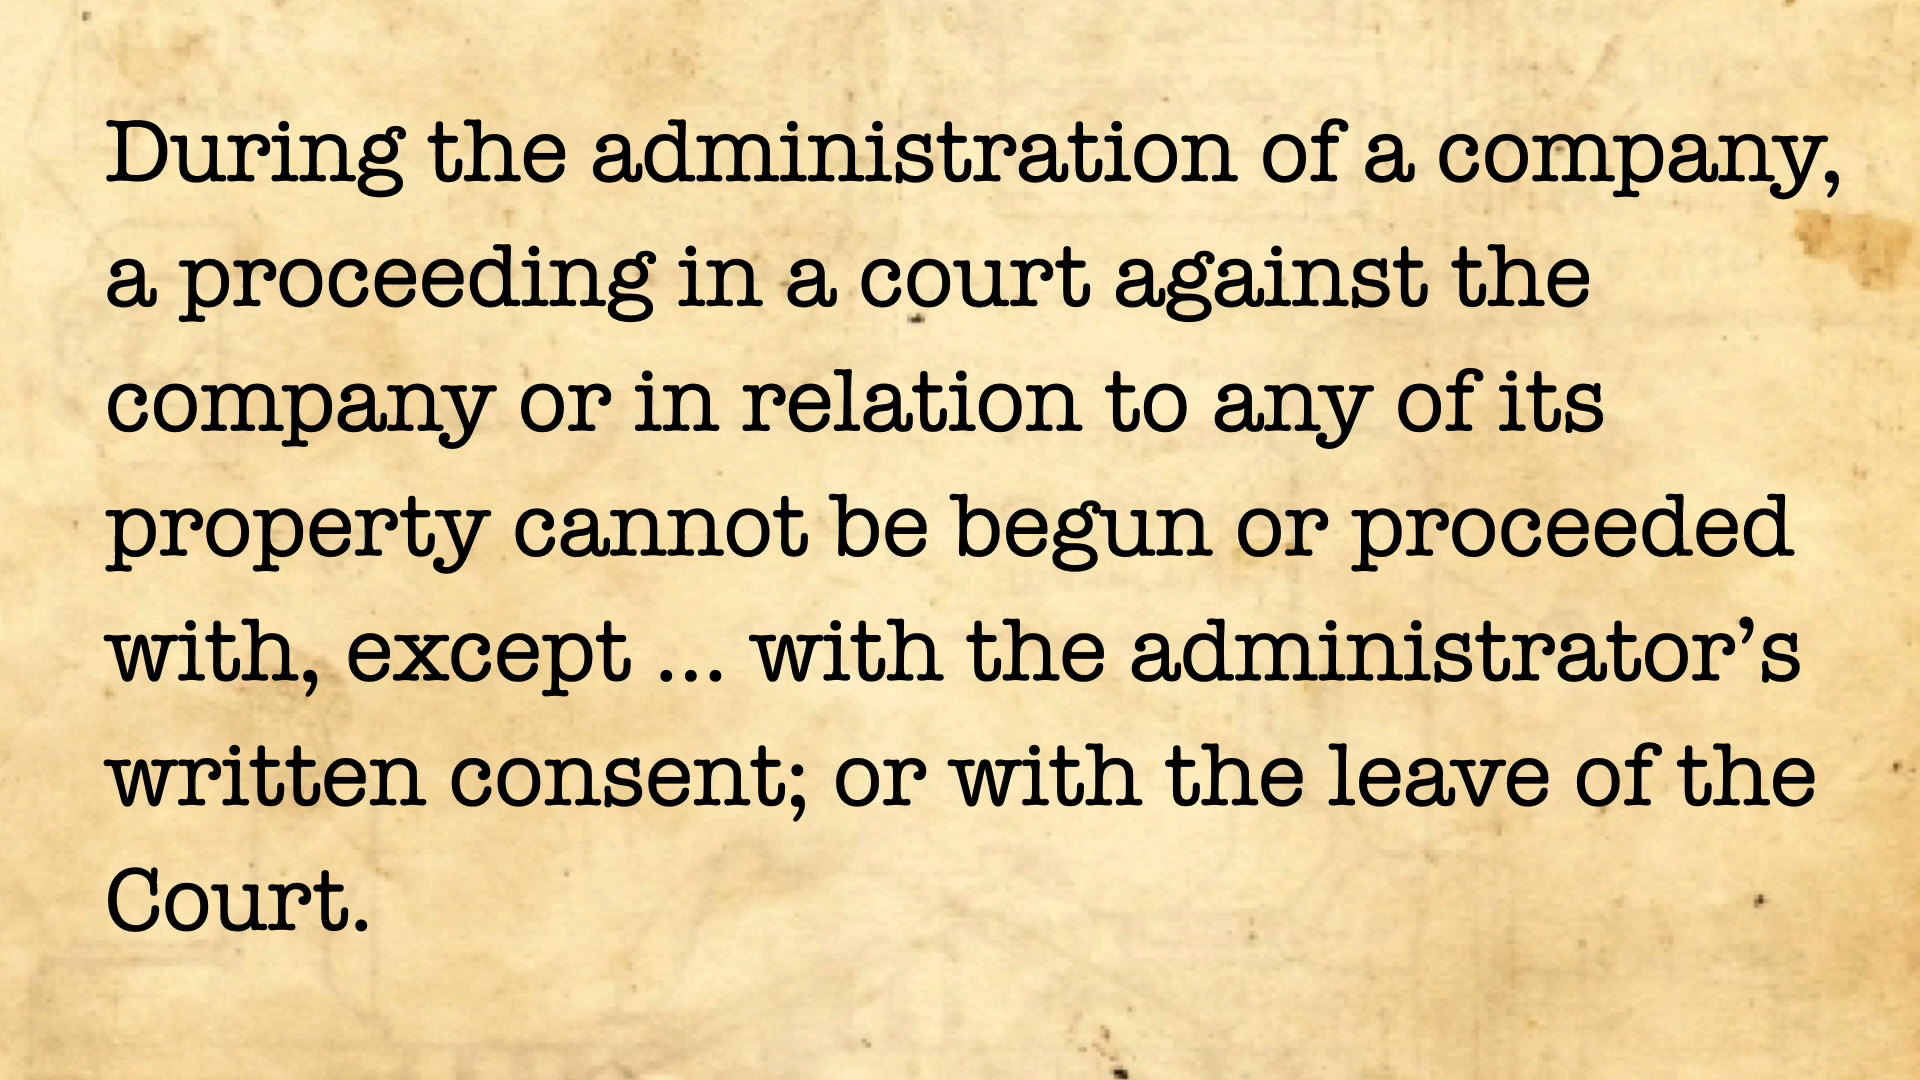 During the administration of a company,
a proceeding in a court against the
company or in relation to any of its
property cannot be begun or proceeded
with, except ... with the administrator’s
written consent; or with the leave of the
Court.